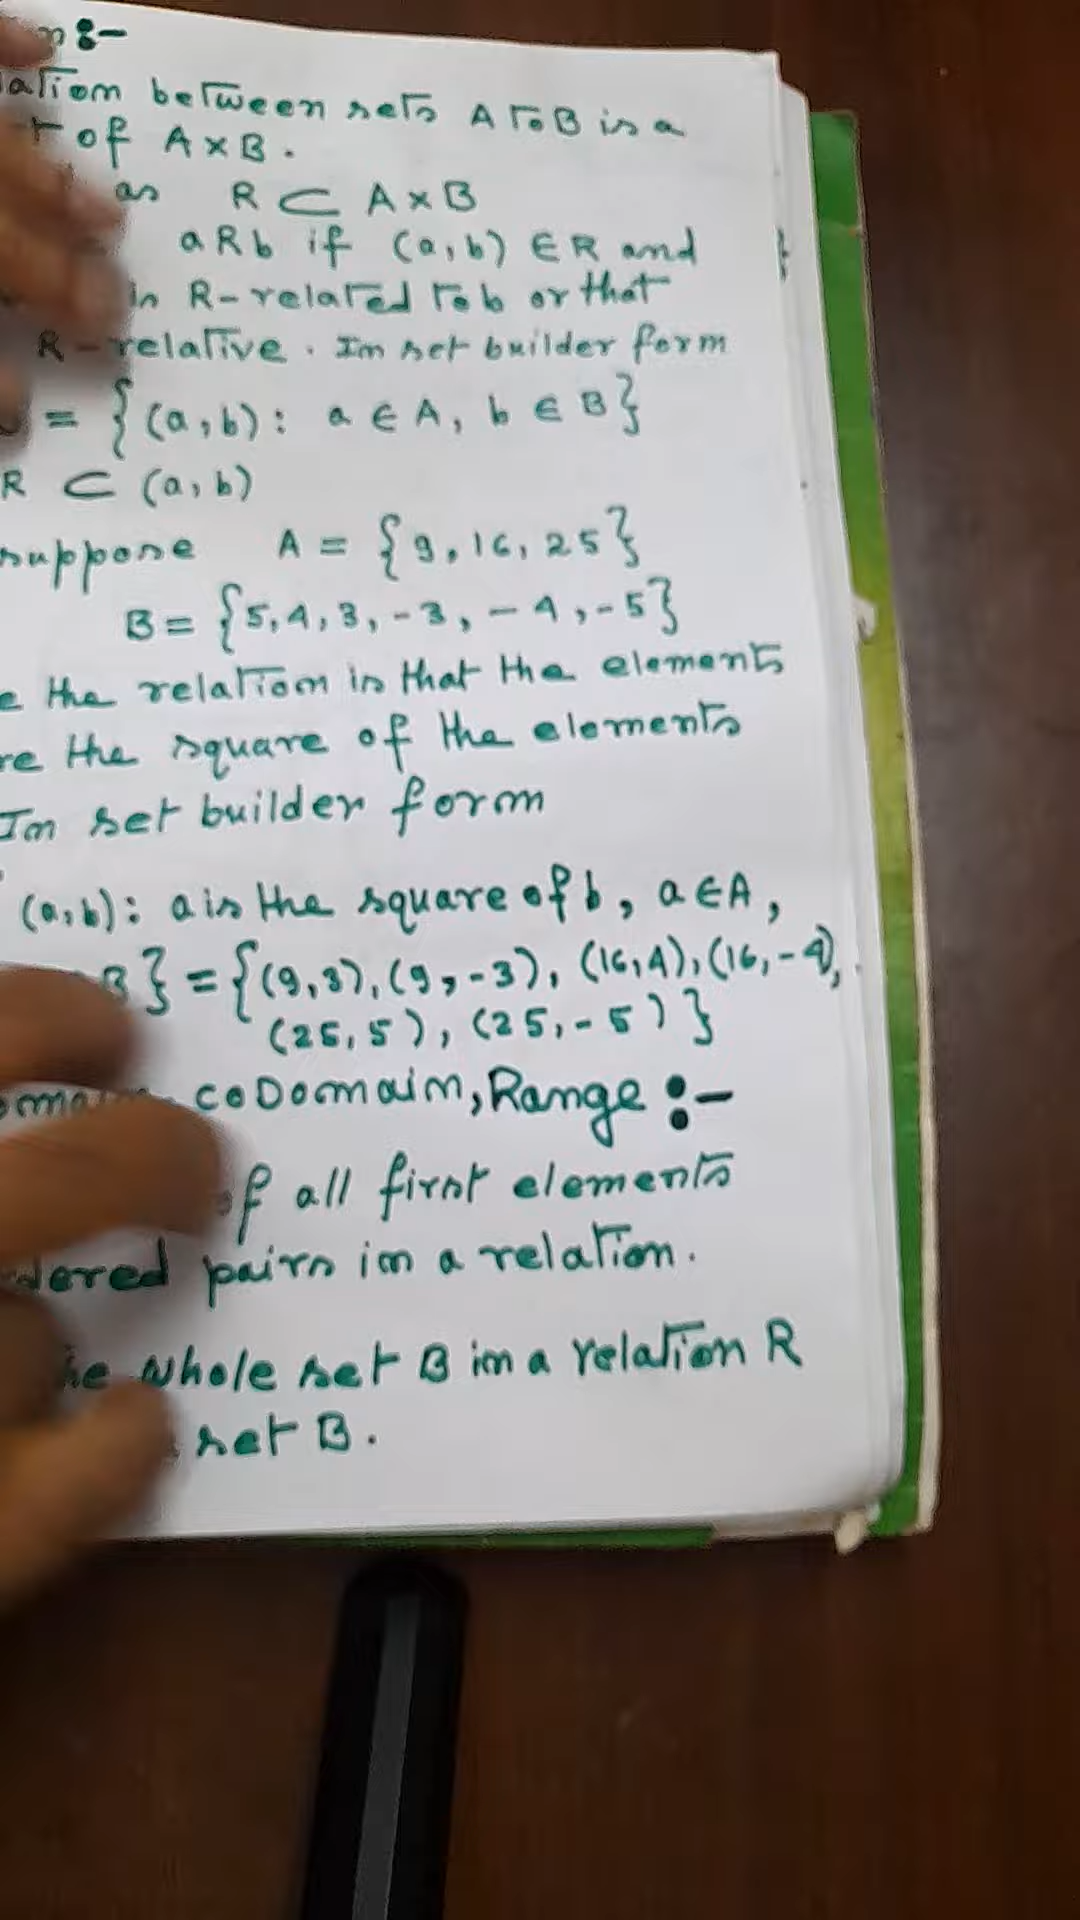 :-
between sets A to B is a
of A×B.
as R ⊂ A×B
aRb if (a,b) ∈ R and
is R-related to b or that
R-relative. In set builder form
= {(a,b): a ∈ A, b ∈ B}
R ⊂ (a,b)
suppose A = {9, 16, 25}
B = {5, 4, 3, -3, -4, -5}
the relation is that the elements
the square of the elements
In set builder form
(a,b): a is the square of b, a ∈ A,
B} = {(9,3), (9,-3), (16,4), (16,-4),
(25,5), (25,-5)}
coDomain, Range :-
of all first elements
pairs in a relation.
whole set B in a relation R
set B.